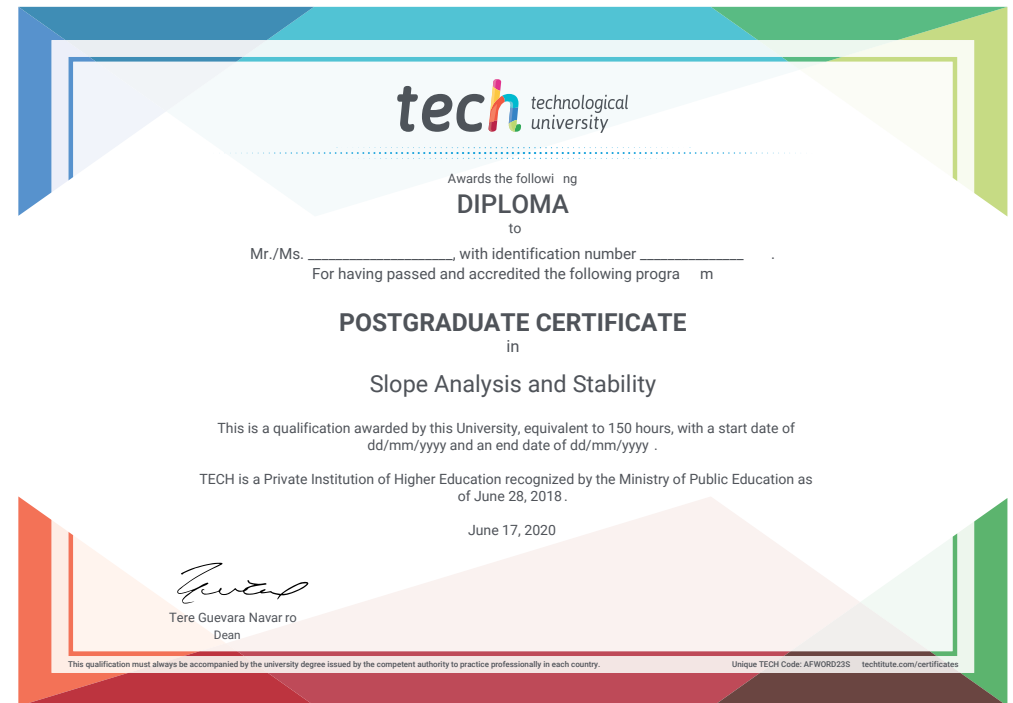 tech technological
university
Awards the followi ng
DIPLOMA
to
Mr./Ms. _____________________, with identification number _______________ .
For having passed and accredited the following progra m
POSTGRADUATE CERTIFICATE
in
Slope Analysis and Stability
This is a qualification awarded by this University, equivalent to 150 hours, with a start date of
dd/mm/yyyy and an end date of dd/mm/yyyy .
TECH is a Private Institution of Higher Education recognized by the Ministry of Public Education as
of June 28, 2018 .
June 17, 2020
Tere Guevara Navar ro
Dean
This qualification must always be accompanied by the university degree issued by the competent authority to practice professionally in each country.
Unique TECH Code: AFWORD23S techtitute.com/certificates